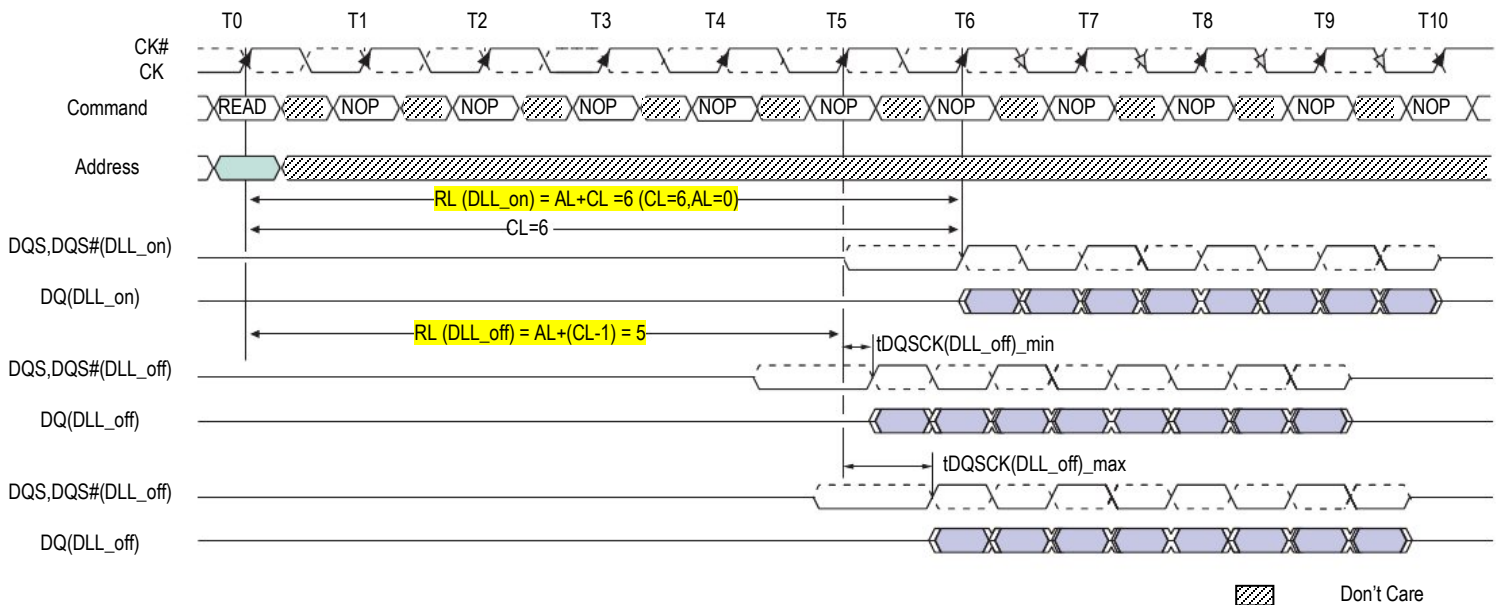 T0 T1 T2 T3 T4 T5 T6 T7 T8 T9 T10
CK#
CK
Command READ NOP NOP NOP NOP NOP NOP NOP NOP NOP NOP
Address
RL (DLL_on) = AL+CL =6 (CL=6,AL=0)
CL=6
DQS,DQS#(DLL_on)
DQ(DLL_on)
RL (DLL_off) = AL+(CL-1) = 5
tDQSCK(DLL_off)_min
DQS,DQS#(DLL_off)
DQ(DLL_off)
tDQSCK(DLL_off)_max
DQS,DQS#(DLL_off)
DQ(DLL_off)
Don't Care